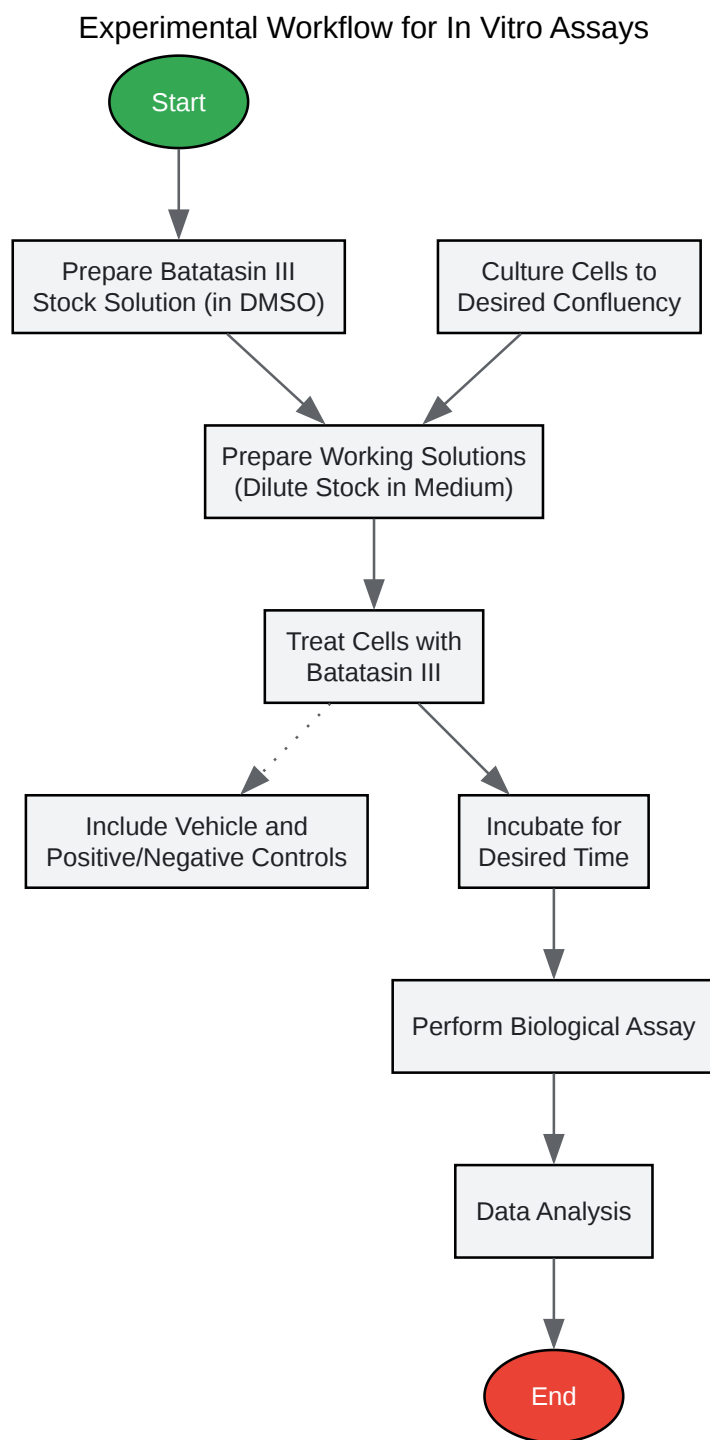 Experimental Workflow for In Vitro Assays
Start
Prepare Batatasin III
Stock Solution (in DMSO)
Culture Cells to
Desired Confluency
Prepare Working Solutions
(Dilute Stock in Medium)
Treat Cells with
Batatasin III
Include Vehicle and
Positive/Negative Controls
Incubate for
Desired Time
Perform Biological Assay
Data Analysis
End